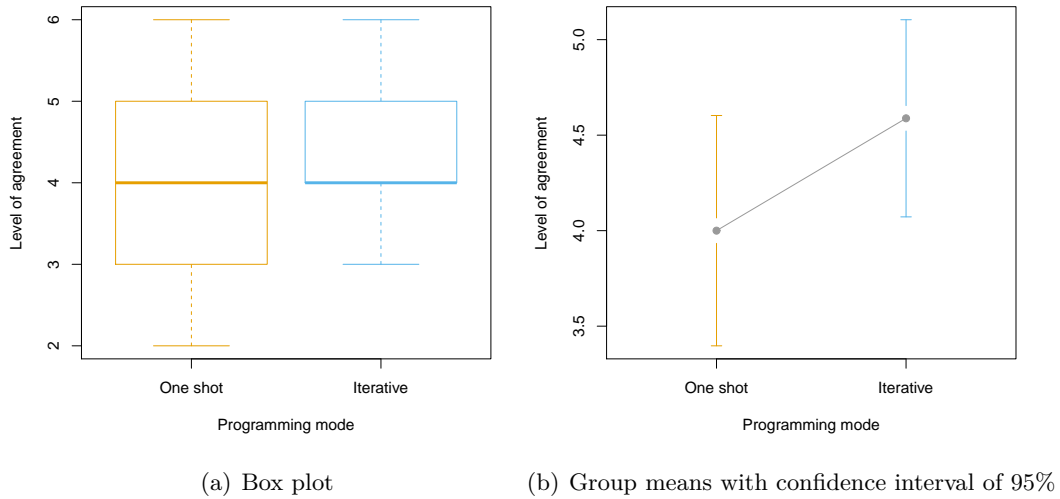 6
5
4
3
2
Level of agreement
One shot Iterative
Programming mode
(a) Box plot
5.0
4.5
4.0
3.5
Level of agreement
One shot Iterative
Programming mode
(b) Group means with confidence interval of 95%